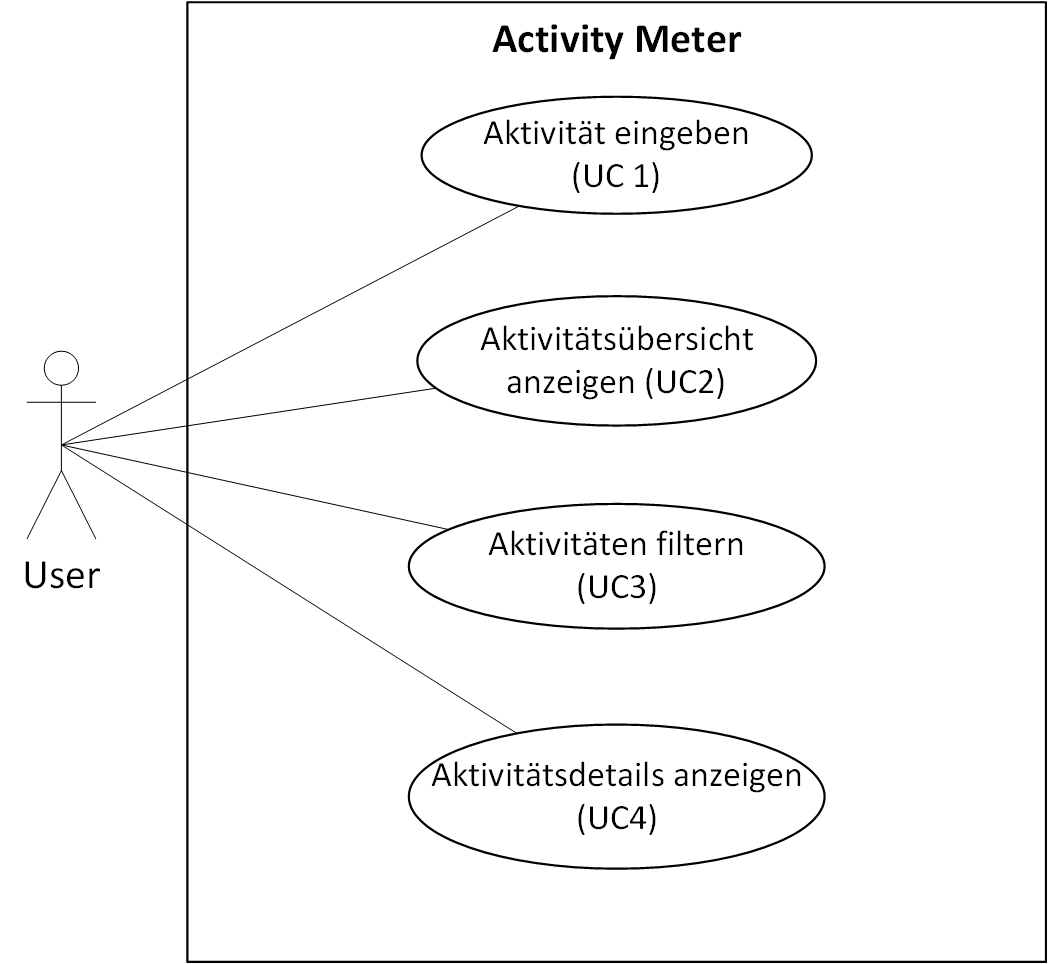 Activity Meter
Aktivität eingeben
(UC 1)
Aktivitätsübersicht
anzeigen (UC2)
Aktivitäten filtern
(UC3)
User
Aktivitätsdetails anzeigen
(UC4)